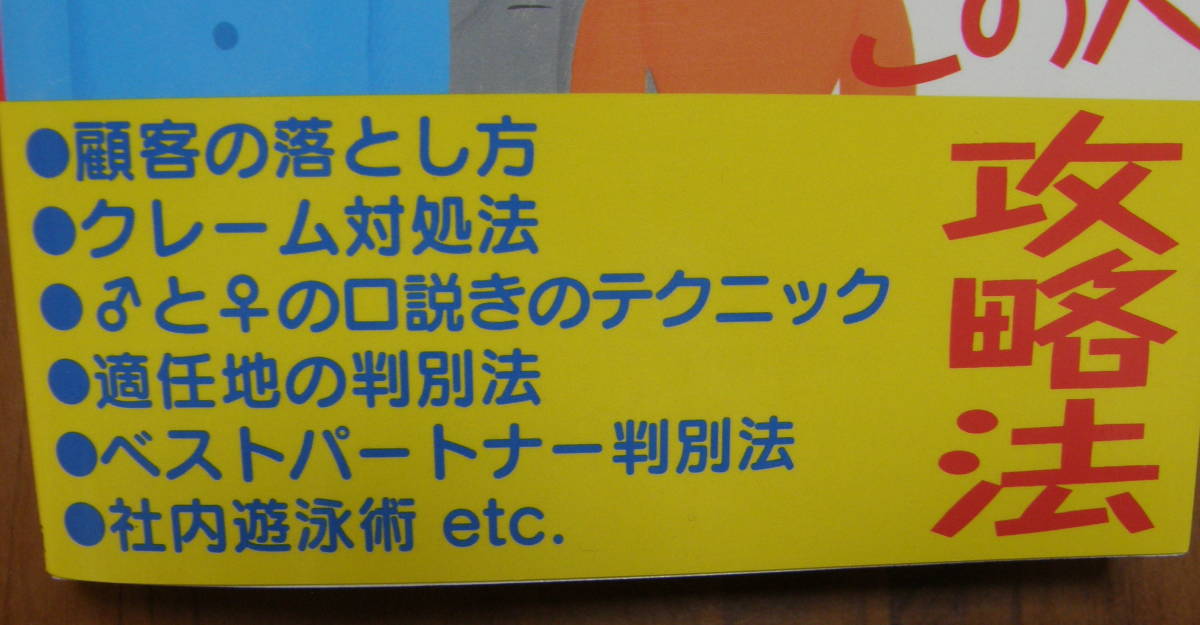 この
攻略法
●顧客の落とし方
●クレーム対処法
●♂と♀の口説きのテクニック
●適任地の判別法
●ベストパートナー判別法
●社内遊泳術 etc.